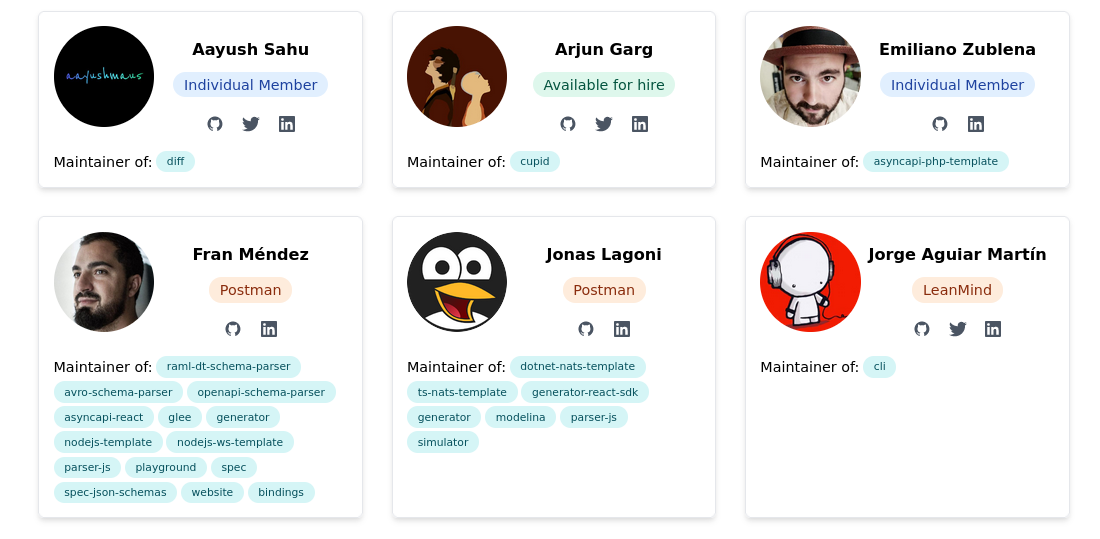 aayushmaus
Aayush Sahu
Individual Member
Maintainer of: diff
Arjun Garg
Available for hire
Maintainer of: cupid
Emiliano Zublena
Individual Member
Maintainer of: asyncapi-php-template
Fran Méndez
Postman
Maintainer of: raml-dt-schema-parser
avro-schema-parser openapi-schema-parser
asyncapi-react glee generator
nodejs-template nodejs-ws-template
parser-js playground spec
spec-json-schemas website bindings
Jonas Lagoni
Postman
Maintainer of: dotnet-nats-template
ts-nats-template generator-react-sdk
generator modelina parser-js
simulator
Jorge Aguiar Martín
LeanMind
Maintainer of: cli